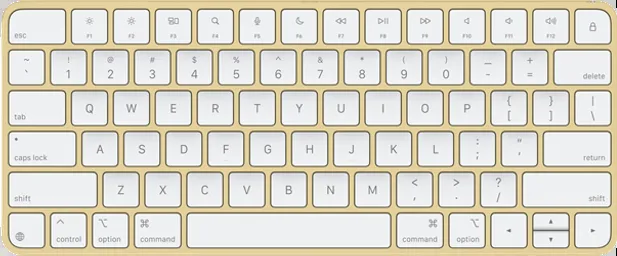 esc F1 F2 F3 F4 F5 F6 F7 F8 F9 F10 F11 F12
~ ! @ # $ % ^ & * ( ) _ +
` 1 2 3 4 5 6 7 8 9 0 - = delete
tab Q W E R T Y U I O P { [ } ] | \
caps lock A S D F G H J K L : ; " ' return
shift Z X C V B N M < , > . ? / shift
control option command command option